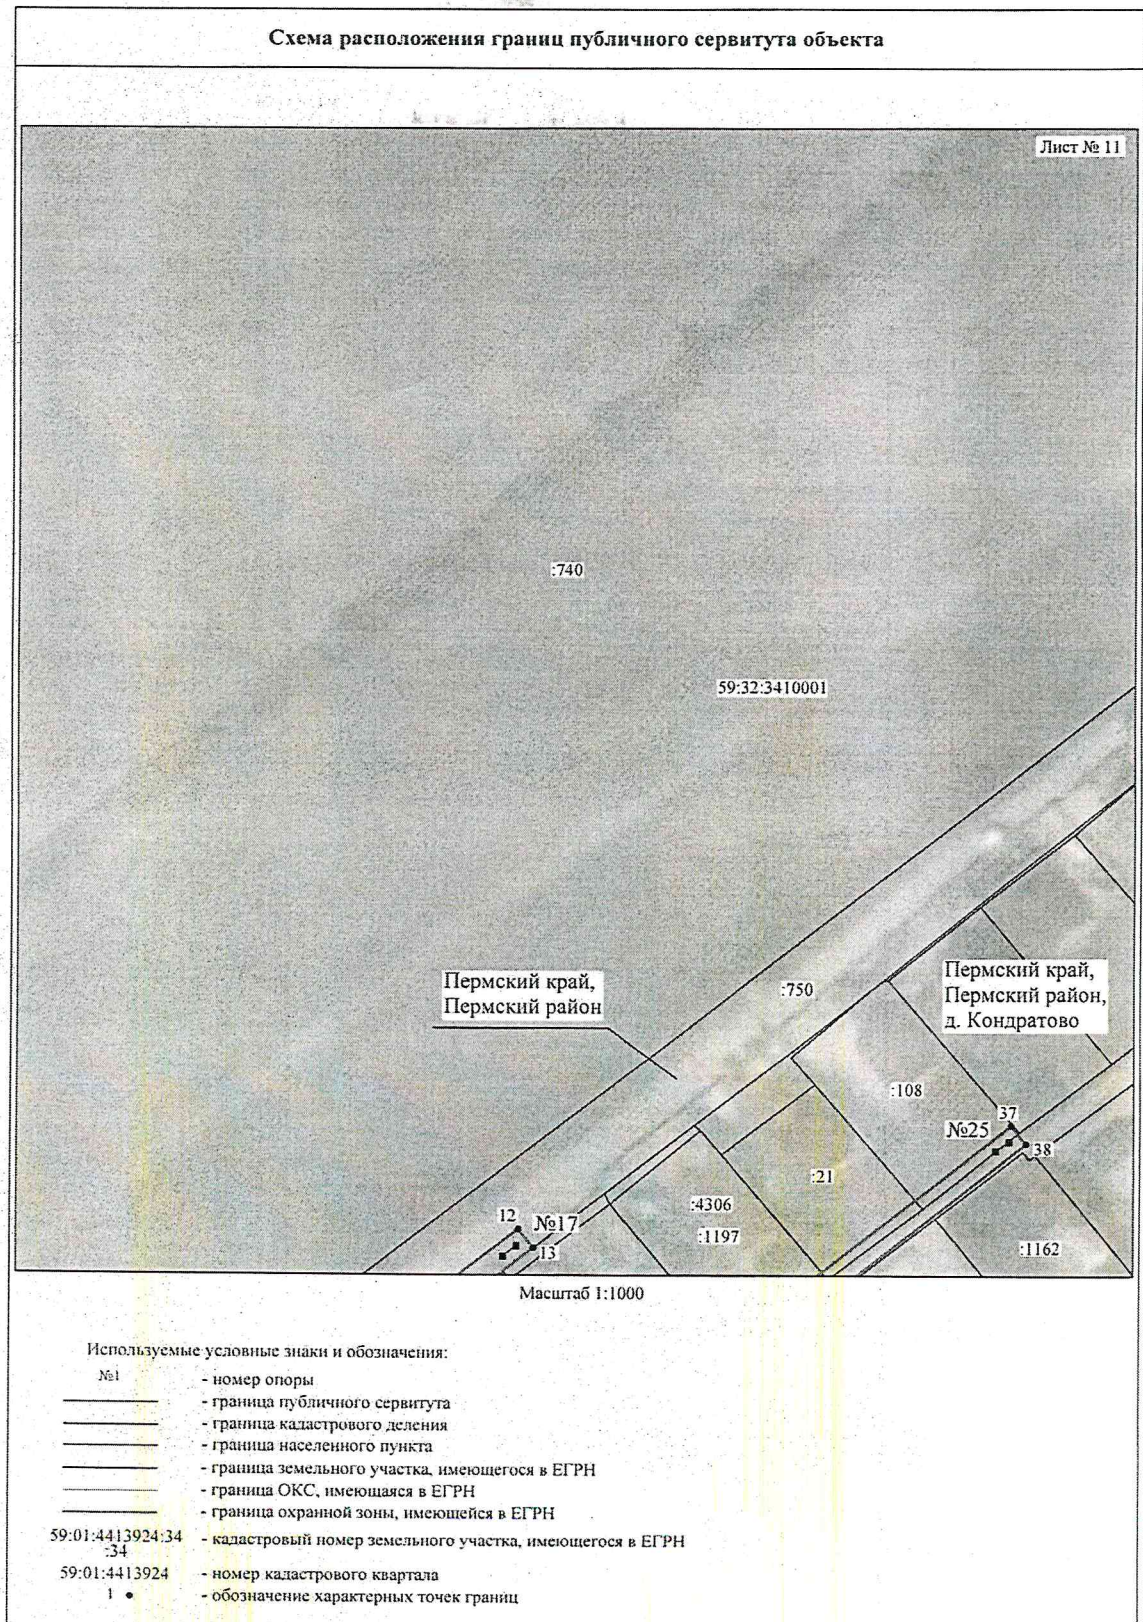 Схема расположения границ публичного сервитута объекта
Лист № 11
:740
59:32:3410001
Пермский край,
Пермский район
:750
Пермский край,
Пермский район,
д. Кондратово
:108
37
№25
38
:21
:4306
12
№17
:1197
13
:1162
Масштаб 1:1000
Используемые условные знаки и обозначения:
№1 - номер опоры
- граница публичного сервитута
- граница кадастрового деления
- граница населенного пункта
- граница земельного участка, имеющегося в ЕГРН
- граница ОКС, имеющаяся в ЕГРН
- граница охранной зоны, имеющейся в ЕГРН
59:01:4413924:34 - кадастровый номер земельного участка, имеющегося в ЕГРН
:34
59:01:4413924 - номер кадастрового квартала
1 • - обозначение характерных точек границ